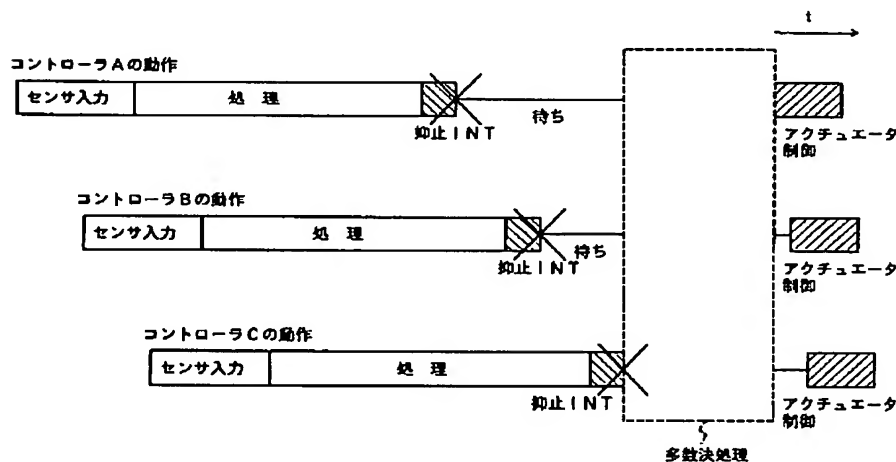 t
コントローラAの動作
センサ入力
処 理
抑止INT
待ち
アクチュエータ
制御
コントローラBの動作
センサ入力
処 理
抑止INT
待ち
アクチュエータ
制御
コントローラCの動作
センサ入力
処 理
抑止INT
アクチュエータ
制御
多数決処理